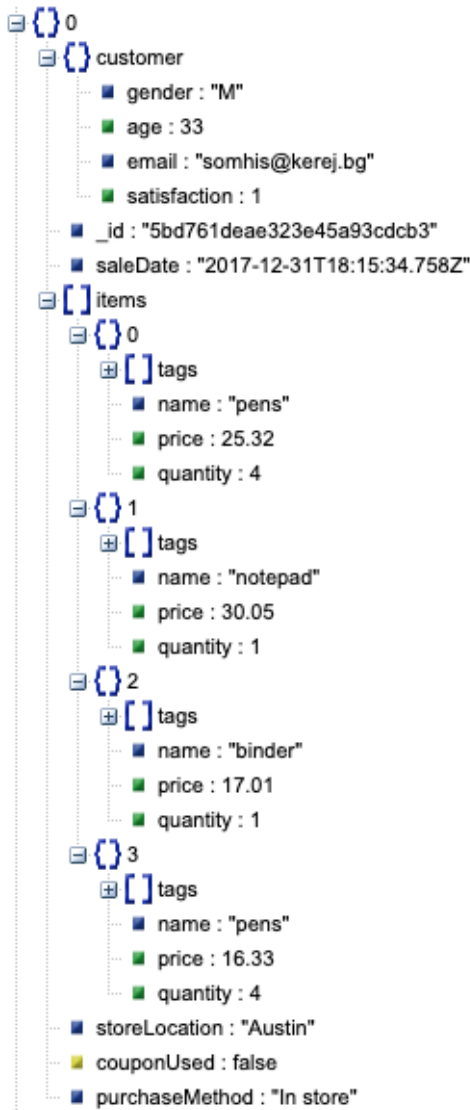 0
customer
gender : "M"
age : 33
email : "somhis@kerej.bg"
satisfaction : 1
_id : "5bd761deae323e45a93cdcb3"
saleDate : "2017-12-31T18:15:34.758Z"
items
0
tags
name : "pens"
price : 25.32
quantity : 4
1
tags
name : "notepad"
price : 30.05
quantity : 1
2
tags
name : "binder"
price : 17.01
quantity : 1
3
tags
name : "pens"
price : 16.33
quantity : 4
storeLocation : "Austin"
couponUsed : false
purchaseMethod : "In store"